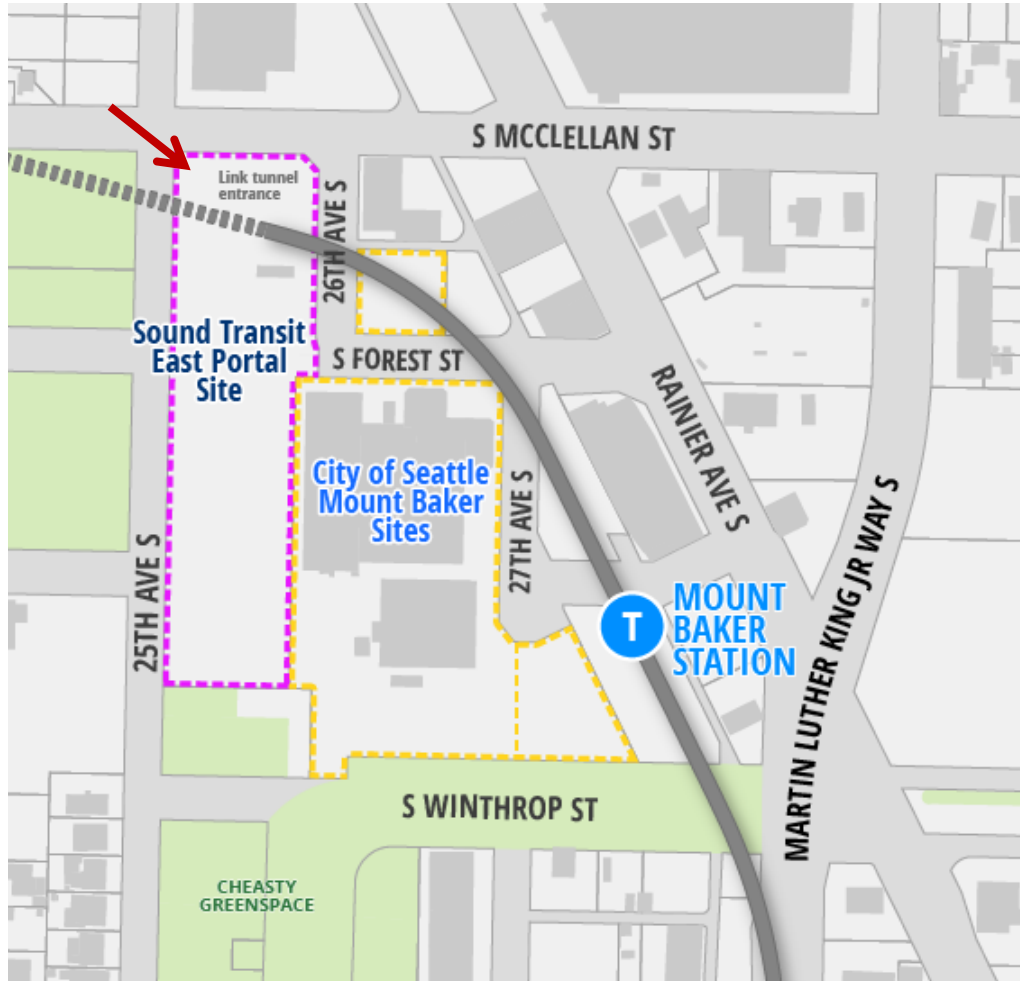 S MCCLELLAN ST
Link tunnel
entrance
26TH AVE S
Sound Transit
East Portal
Site
S FOREST ST
RAINIER AVE S
City of Seattle
Mount Baker
Sites
27TH AVE S
25TH AVE S
T
MOUNT
BAKER
STATION
MARTIN LUTHER KING JR WAY S
S WINTHROP ST
CHEASTY
GREENSPACE